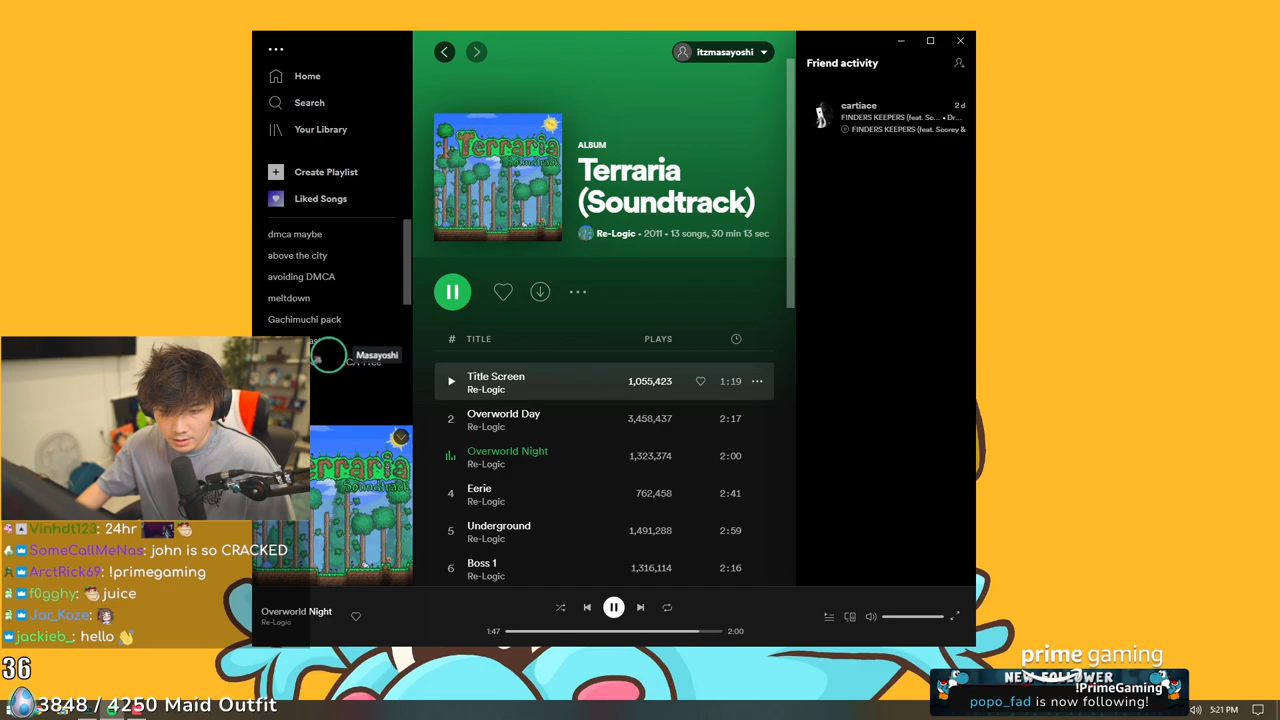 Home
Search
Your Library
Create Playlist
Liked Songs
dmca maybe
above the city
avoiding DMCA
meltdown
Gachimuchi pack
Masayoshi
itzmasayoshi
Terraria
Soundtrack
ALBUM
Terraria
(Soundtrack)
Re-Logic • 2011 • 13 songs, 30 min 13 sec
# TITLE PLAYS
Title Screen 1,055,423 1:19
Re-Logic
2 Overworld Day 3,458,437 2:17
Re-Logic
Overworld Night 1,323,374 2:00
Re-Logic
4 Eerie 762,458 2:41
Re-Logic
5 Underground 1,491,288 2:59
Re-Logic
6 Boss 1 1,316,114 2:16
Re-Logic
Friend activity
cartiace 2 d
FINDERS KEEPERS (feat. Sc... • Dr...
FINDERS KEEPERS (feat. Scorey &
Soundtrack
Vinhdt123: 24hr
SomeCallMeNas: john is so CRACKED
ArctRick69: !primegaming
f0gghy: juice
Jar_Koze:
jackieb_: hello
Overworld Night
Re-Logic
1:47 2:00
36
3848 / 4250 Maid Outfit
prime gaming
NEW FOLLOWER
!PrimeGaming
popo_fad is now following!
5:21 PM